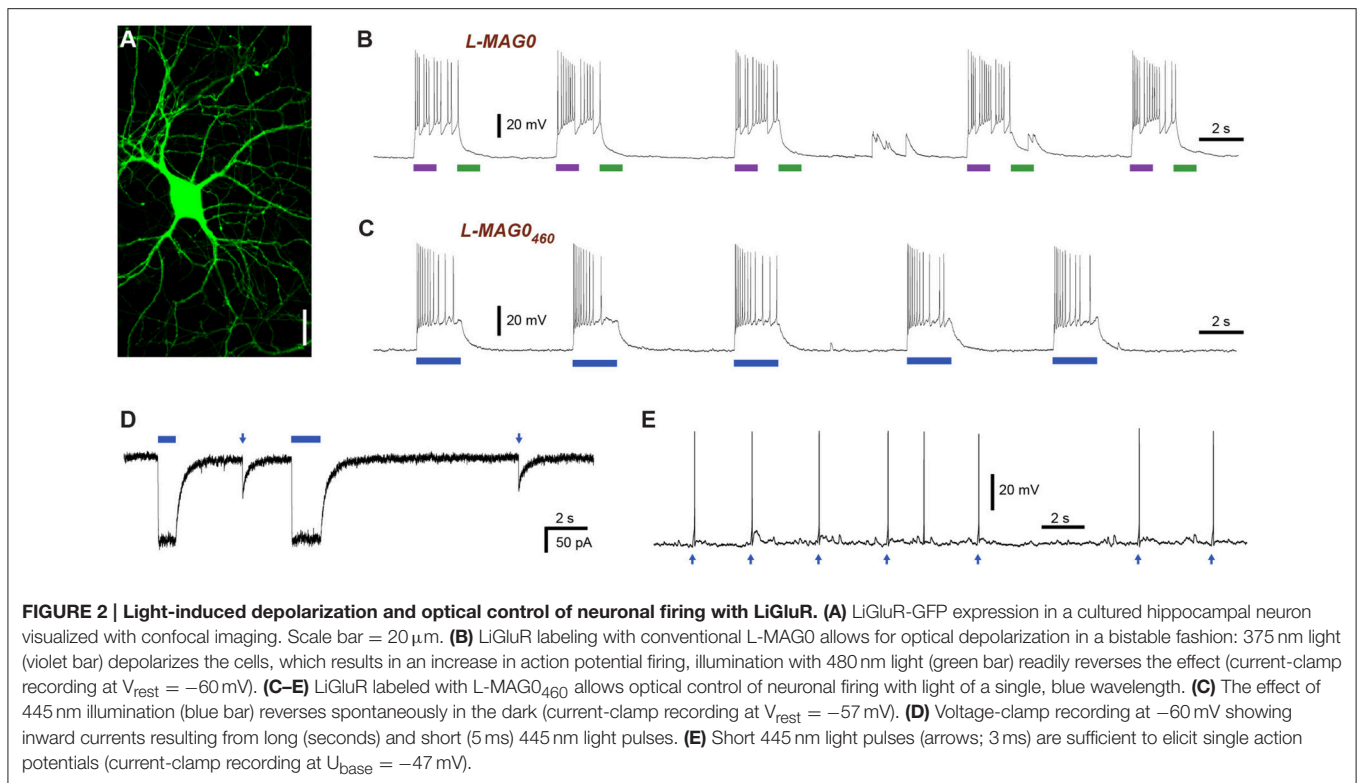 A
B
L-MAG0
20 mV
2 s
C
L-MAG0₄₆₀
20 mV
2 s
D
2 s
50 pA
E
20 mV
2 s
FIGURE 2 | Light-induced depolarization and optical control of neuronal firing with LiGluR. (A) LiGluR-GFP expression in a cultured hippocampal neuron
visualized with confocal imaging. Scale bar = 20 μm. (B) LiGluR labeling with conventional L-MAG0 allows for optical depolarization in a bistable fashion: 375 nm light
(violet bar) depolarizes the cells, which results in an increase in action potential firing, illumination with 480 nm light (green bar) readily reverses the effect (current-clamp
recording at Vrest = −60 mV). (C–E) LiGluR labeled with L-MAG0₄₆₀ allows optical control of neuronal firing with light of a single, blue wavelength. (C) The effect of
445 nm illumination (blue bar) reverses spontaneously in the dark (current-clamp recording at Vrest = −57 mV). (D) Voltage-clamp recording at −60 mV showing
inward currents resulting from long (seconds) and short (5 ms) 445 nm light pulses. (E) Short 445 nm light pulses (arrows; 3 ms) are sufficient to elicit single action
potentials (current-clamp recording at Ubase = −47 mV).